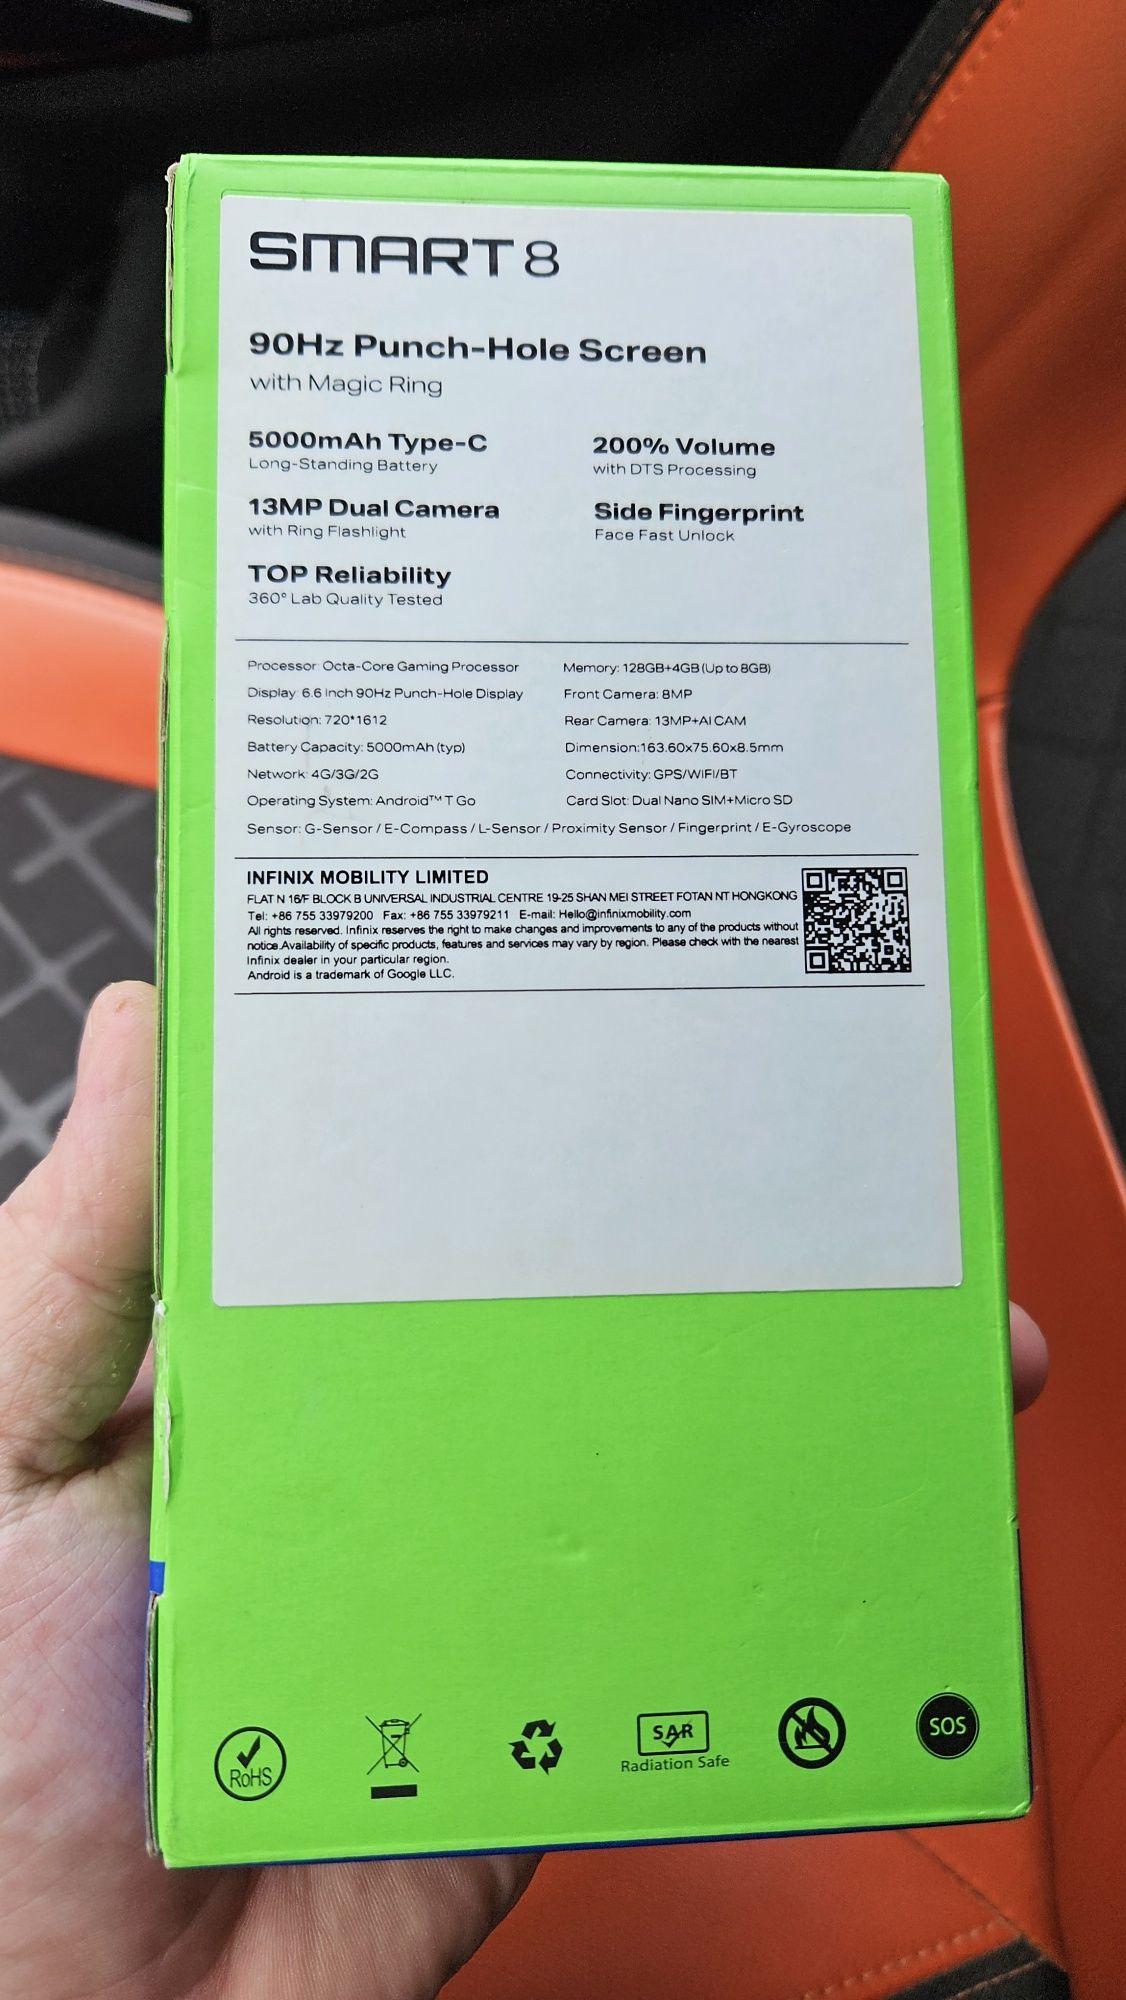 SMART 8
90Hz Punch-Hole Screen
with Magic Ring
5000mAh Type-C
Long-Standing Battery
200% Volume
with DTS Processing
13MP Dual Camera
with Ring Flashlight
Side Fingerprint
Face Fast Unlock
TOP Reliability
360° Lab Quality Tested
Processor: Octa-Core Gaming Processor
Memory: 128GB+4GB (Up to 8GB)
Display: 6.6 Inch 90Hz Punch-Hole Display
Front Camera: 8MP
Resolution: 720*1612
Rear Camera: 13MP+AI CAM
Battery Capacity: 5000mAh (typ)
Dimension:163.60x75.60x8.5mm
Network: 4G/3G/2G
Connectivity: GPS/WIFI/BT
Operating System: Android™ T Go
Card Slot: Dual Nano SIM+Micro SD
Sensor: G-Sensor / E-Compass / L-Sensor / Proximity Sensor / Fingerprint / E-Gyroscope
INFINIX MOBILITY LIMITED
FLAT N 16/F BLOCK B UNIVERSAL INDUSTRIAL CENTRE 19-25 SHAN MEI STREET FOTAN NT HONGKONG
Tel: +86 755 33979200 Fax: +86 755 33979211 E-mail: Hello@infinixmobility.com
All rights reserved. Infinix reserves the right to make changes and improvements to any of the products without
notice.Availability of specific products, features and services may vary by region. Please check with the nearest
Infinix dealer in your particular region.
Android is a trademark of Google LLC.
RoHS
SAR
Radiation Safe
SOS